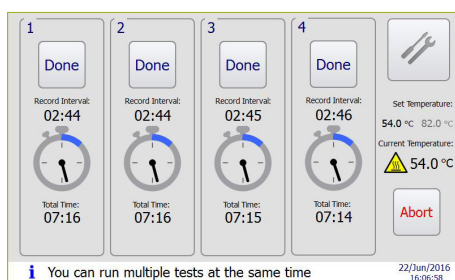 1
Done
Record Interval:
02:44
Total Time:
07:16
2
Done
Record Interval:
02:44
Total Time:
07:16
3
Done
Record Interval:
02:45
Total Time:
07:15
4
Done
Record Interval:
02:46
Total Time:
07:14
Set Temperature:
54.0 °C 82.0 °C
Current Temperature:
54.0 °C
Abort
i You can run multiple tests at the same time
22/Jun/2016
16:06:58